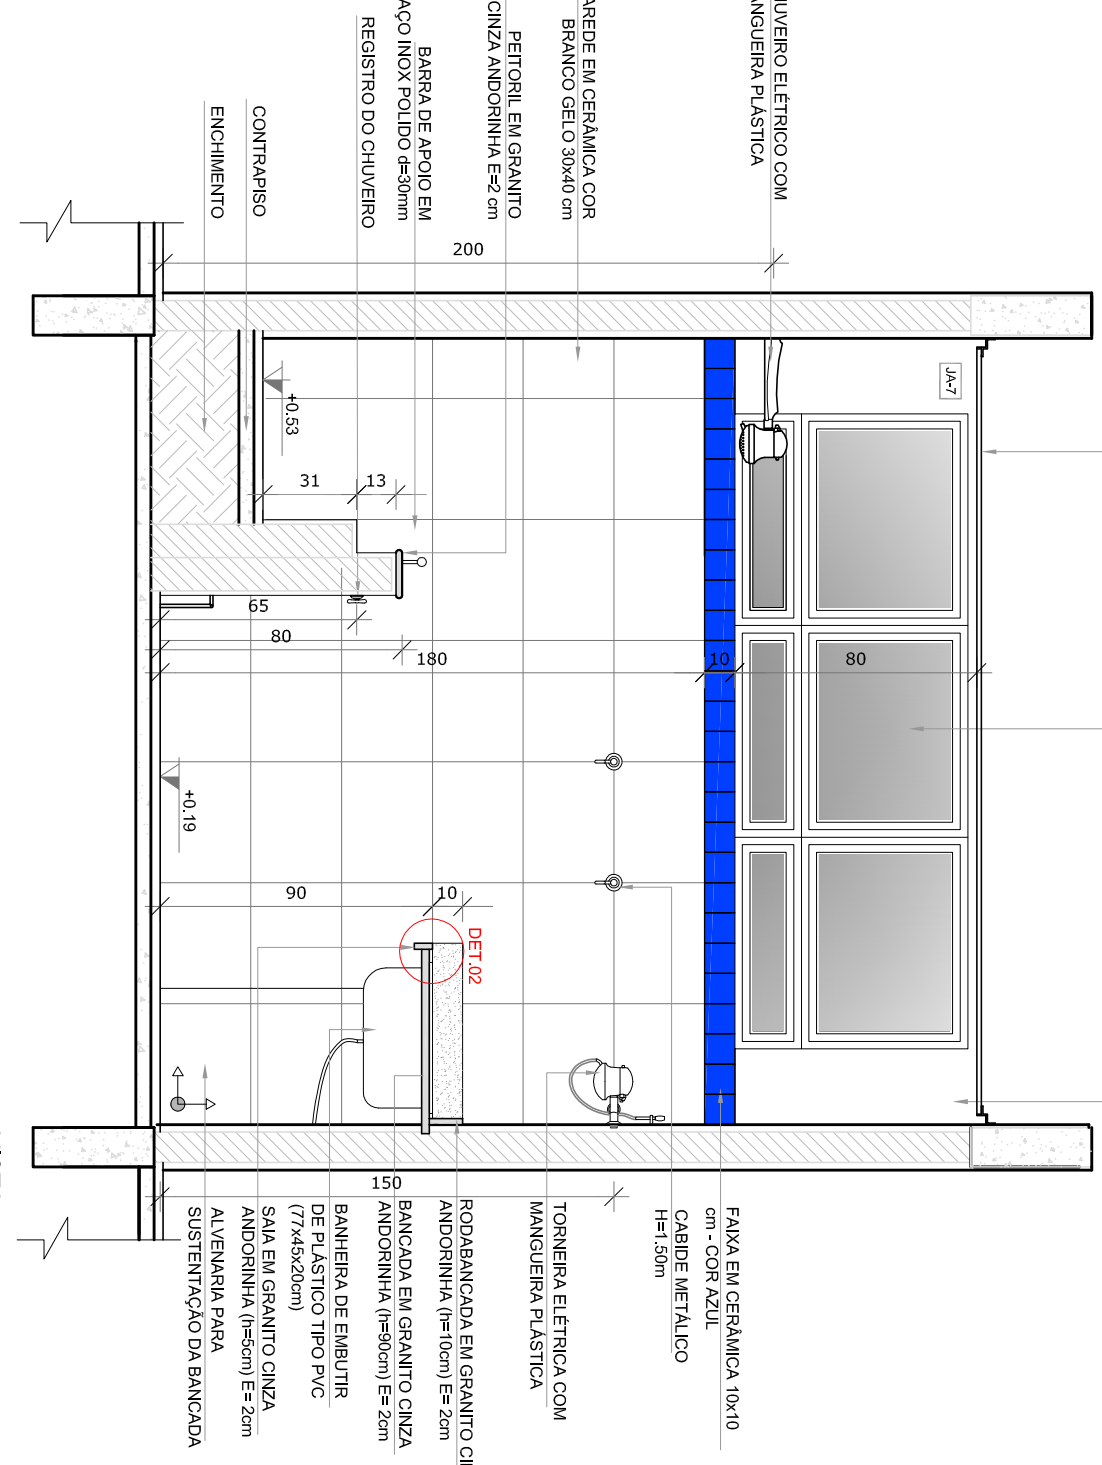 HUVEIRO ELÉTRICO COM
ANGUEIRA PLÁSTICA
AREDE EM CERÂMICA COR
BRANCO GELO 30x40 cm
PEITORIL EM GRANITO
CINZA ANDORINHA E=2 cm
BARRA DE APOIO EM
AÇO INOX POLIDO d=30mm
REGISTRO DO CHUVEIRO
CONTRAPISO
ENCHIMENTO
200
JA-7
+0.53
31
13
65
80
180
10
80
+0.19
90
10
DET.02
150
FAIXA EM CERÂMICA 10x10
cm - COR AZUL
CABIDE METÁLICO
H=1.50m
TORNEIRA ELÉTRICA COM
MANGUEIRA PLÁSTICA
RODABANCADA EM GRANITO CI
ANDORINHA (h=10cm) E= 2cm
BANCADA EM GRANITO CINZA
ANDORINHA (h=90cm) E= 2cm
BANHEIRA DE EMBUTIR
DE PLÁSTICO TIPO PVC
(77x45x20cm)
SAIA EM GRANITO CINZA
ANDORINHA (h=5cm) E= 2cm
ALVENARIA PARA
SUSTENTAÇÃO DA BANCADA